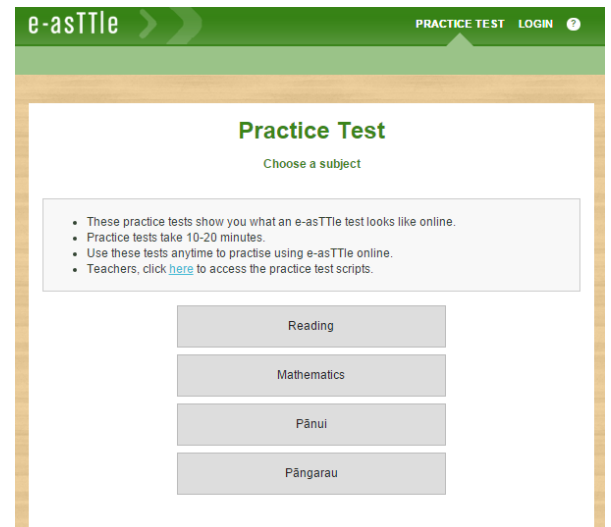 e-asTTle
PRACTICE TEST LOGIN ?
Practice Test
Choose a subject
• These practice tests show you what an e-asTTle test looks like online.
• Practice tests take 10-20 minutes.
• Use these tests anytime to practise using e-asTTle online.
• Teachers, click here to access the practice test scripts.
Reading
Mathematics
Pānui
Pāngarau